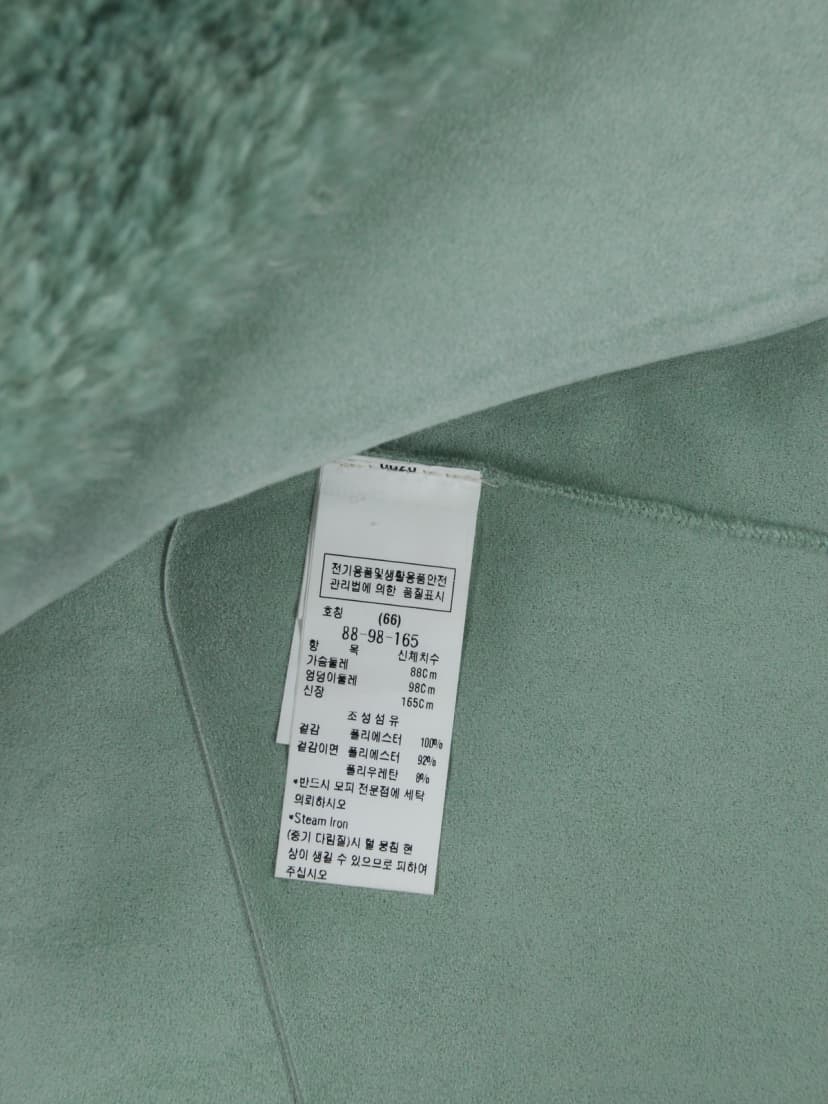 전기용품및생활용품안전
관리법에 의한 품질표시
호칭 (66)
88-98-165
항 목 신체치수
가슴둘레 88Cm
엉덩이둘레 98Cm
신장 165Cm
조성섬유
겉감 폴리에스터 100%
겉감이면 폴리에스터 92%
폴리우레탄 8%
*반드시 모피 전문점에 세탁
의뢰하시오
*Steam Iron
(중기 다림질)시 털 뭉침 현
상이 생길 수 있으므로 피하여
주십시오